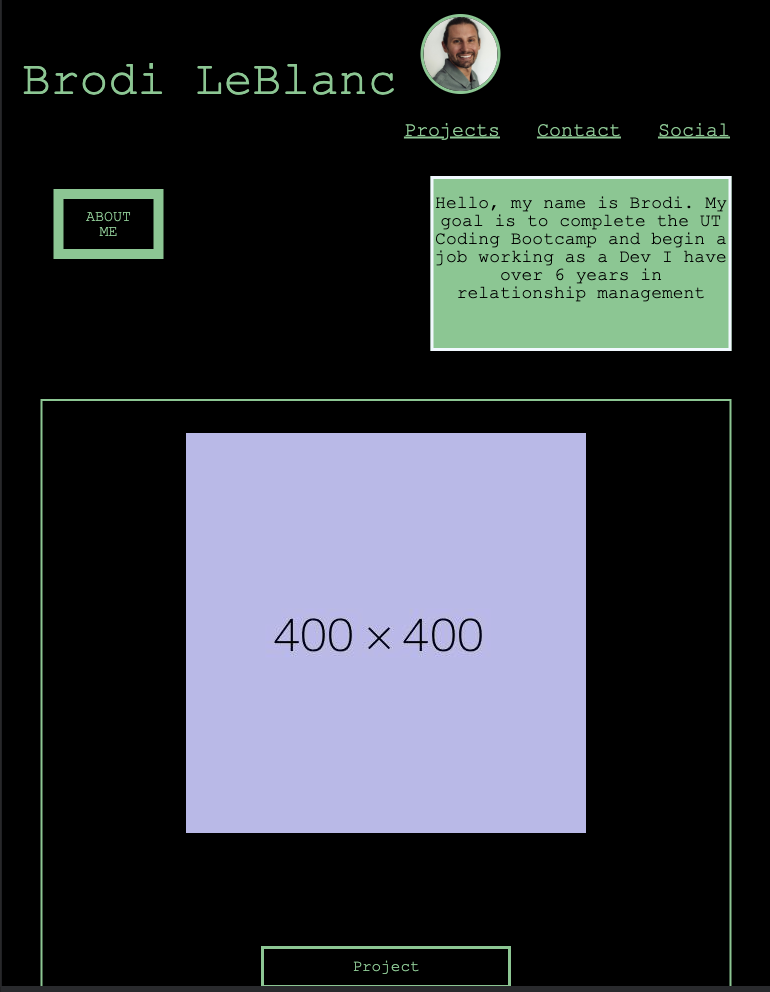 Brodi LeBlanc
Projects Contact Social
ABOUT
ME
Hello, my name is Brodi. My
goal is to complete the UT
Coding Bootcamp and begin a
job working as a Dev I have
over 6 years in
relationship management
400 × 400
Project